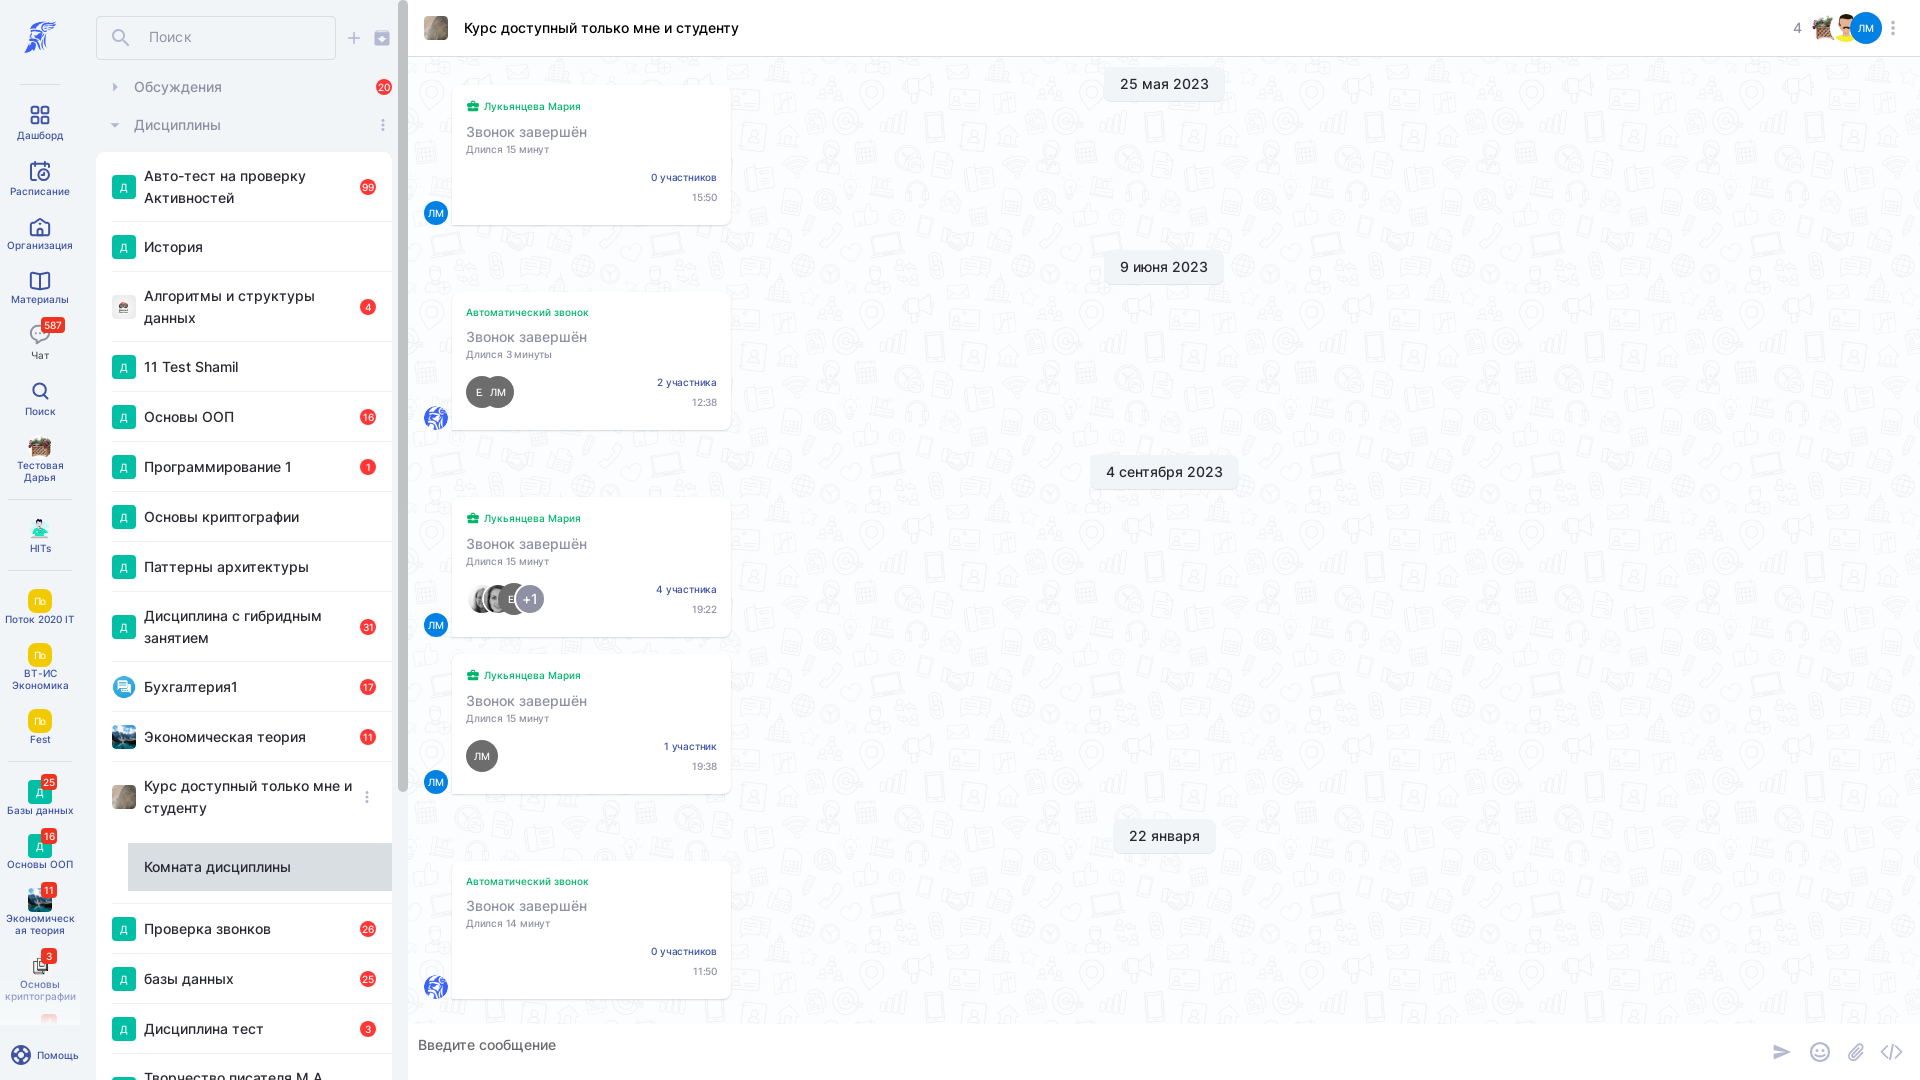 Дашборд
Расписание
Организация
Материалы
587
Чат
Поиск
Тестовая
Дарья
HITs
По
Поток 2020 IT
По
ВТ-ИС
Экономика
По
Fest
25
Д
Базы данных
16
Д
Основы ООП
11
Экономическ
ая теория
3
Основы
криптографии
Помощь
Поиск
Обсуждения
20
Дисциплины
Д
Авто-тест на проверку
Активностей
99
Д
История
Алгоритмы и структуры
данных
4
Д
11 Test Shamil
Д
Основы ООП
16
Д
Программирование 1
1
Д
Основы криптографии
Д
Паттерны архитектуры
Д
Дисциплина с гибридным
занятием
31
Бухгалтерия1
17
Экономическая теория
11
Курс доступный только мне и
студенту
Комната дисциплины
Д
Проверка звонков
26
Д
базы данных
25
Д
Дисциплина тест
3
Творчество писателя М.А.
Курс доступный только мне и студенту
4
ЛМ
25 мая 2023
Лукьянцева Мария
Звонок завершён
Длился 15 минут
0 участников
15:50
ЛМ
9 июня 2023
Автоматический звонок
Звонок завершён
Длился 3 минуты
Е
ЛМ
2 участника
12:38
4 сентября 2023
Лукьянцева Мария
Звонок завершён
Длился 15 минут
Е
+1
4 участника
19:22
ЛМ
Лукьянцева Мария
Звонок завершён
Длился 15 минут
ЛМ
1 участник
19:38
ЛМ
22 января
Автоматический звонок
Звонок завершён
Длился 14 минут
0 участников
11:50
Введите сообщение